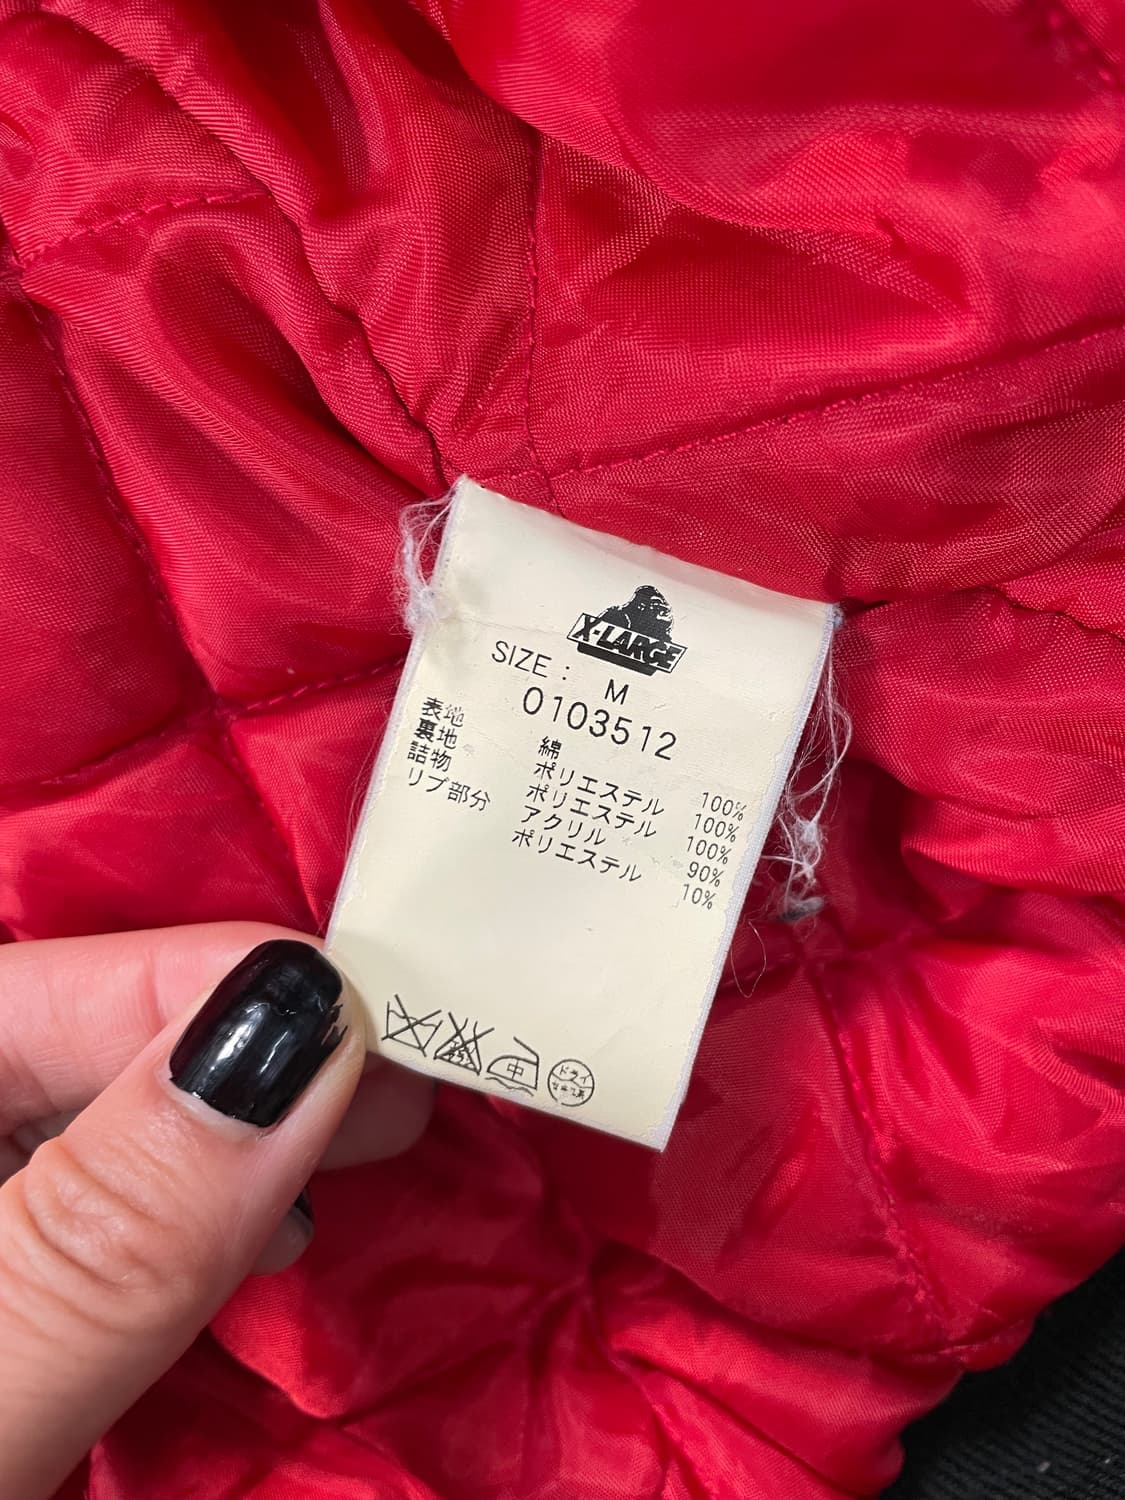 X-LARGE
SIZE : M
0103512
表地 綿 100%
裏地 ポリエステル 100%
詰物 ポリエステル 100%
リブ部分 アクリル 90%
ポリエステル 10%
中
ドライ